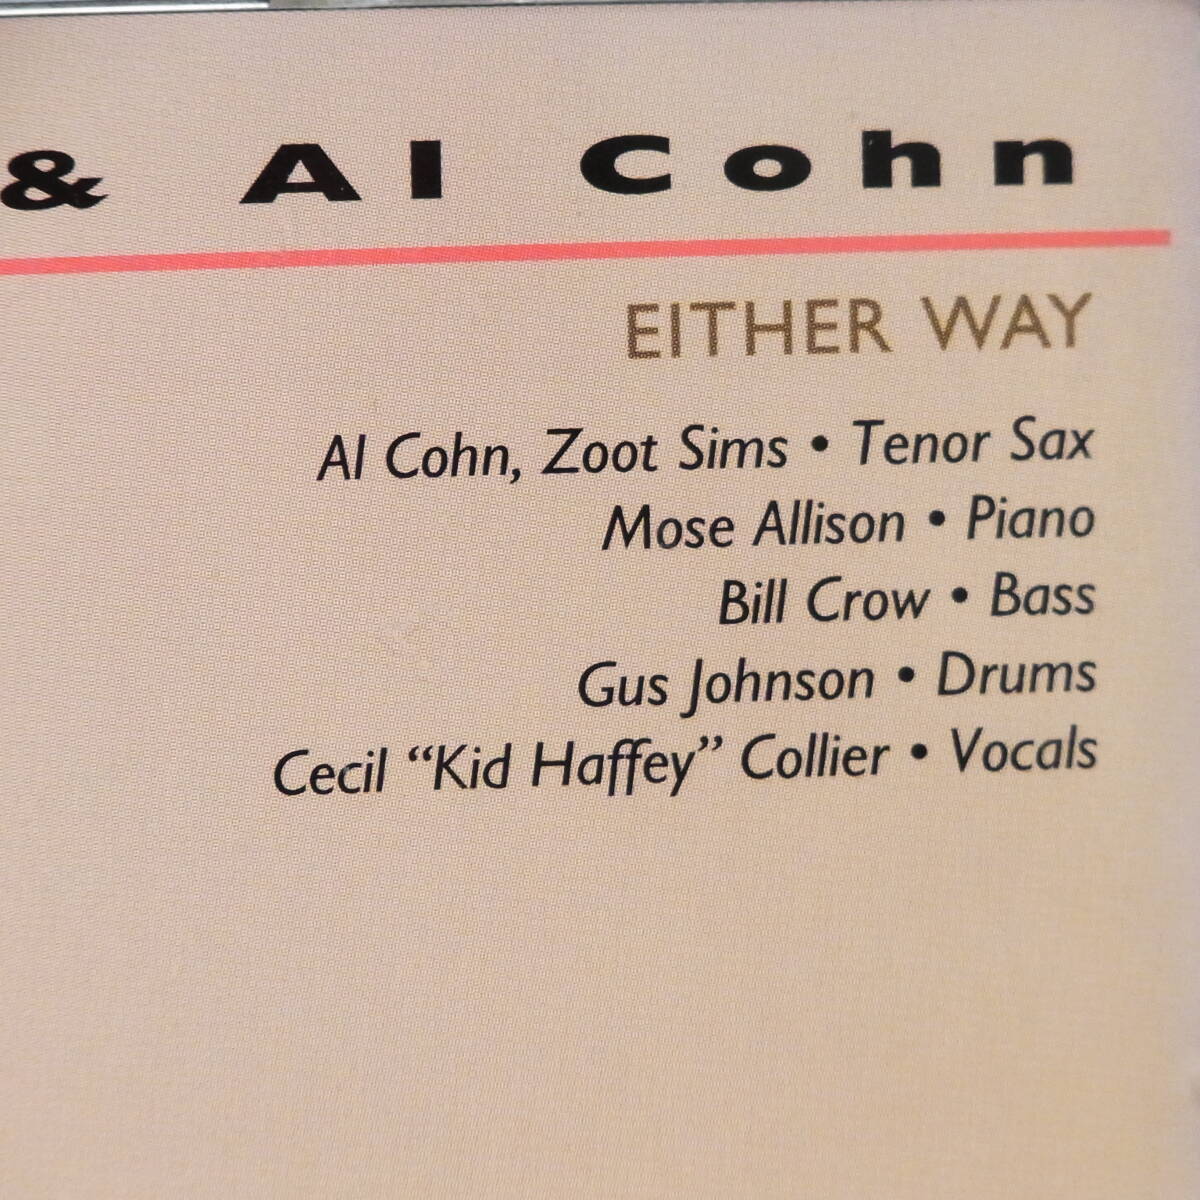 & Al Cohn
EITHER WAY
Al Cohn, Zoot Sims • Tenor Sax
Mose Allison • Piano
Bill Crow • Bass
Gus Johnson • Drums
Cecil “Kid Haffey” Collier • Vocals